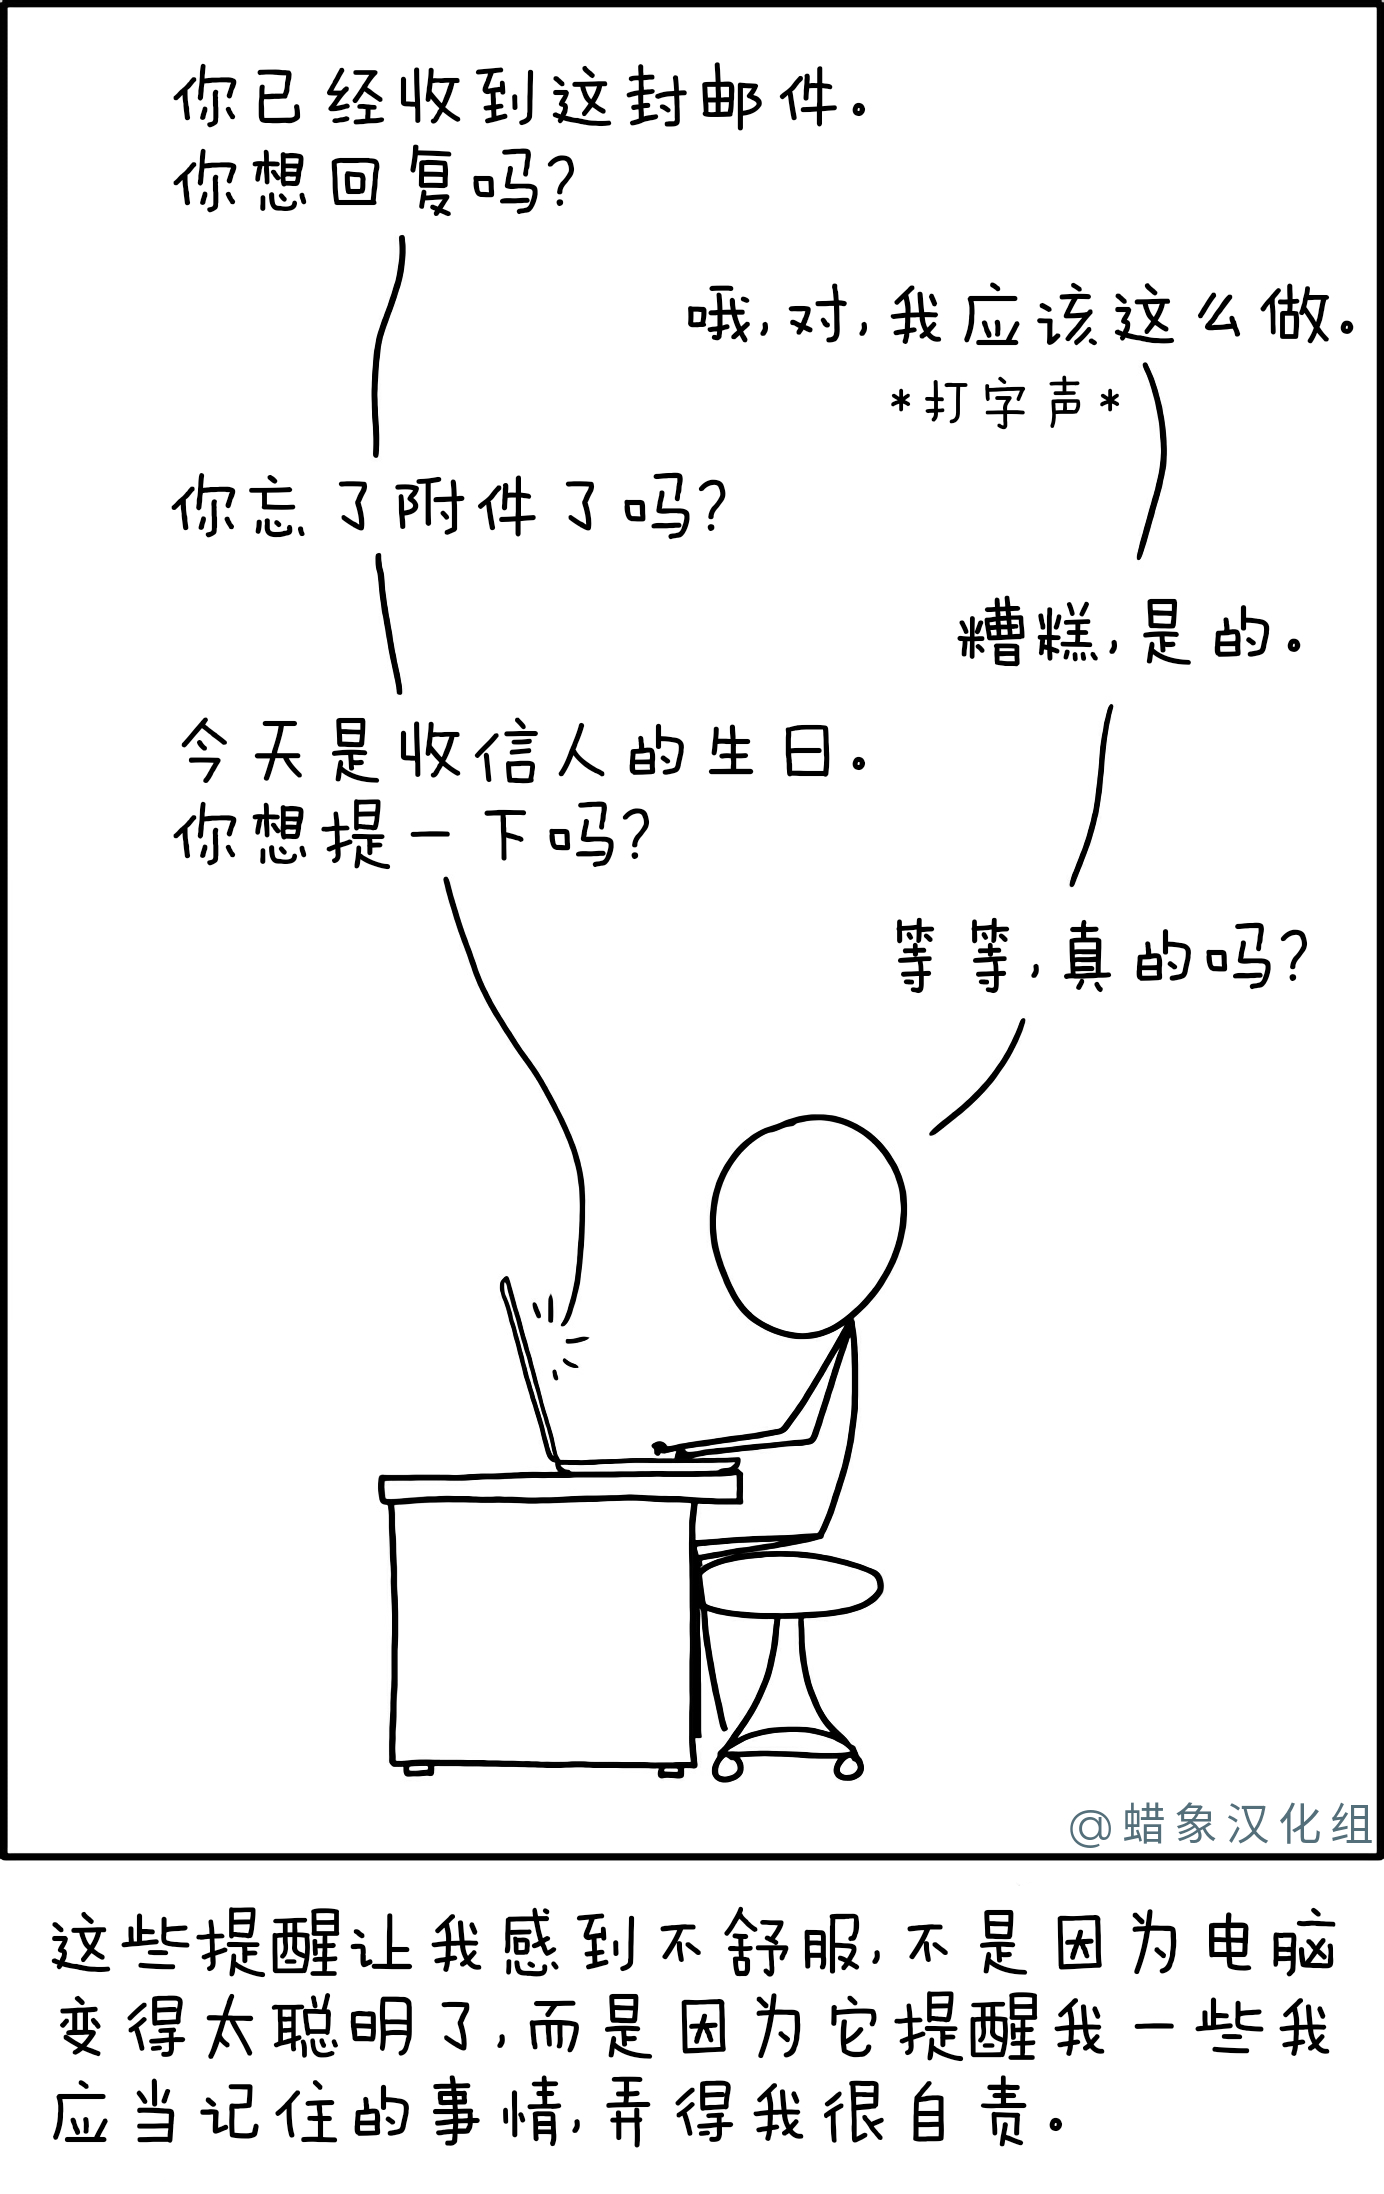 你已经收到这封邮件。
你想回复吗?
哦,对,我应该这么做。
*打字声*
你忘了附件了吗?
糟糕,是的。
今天是收信人的生日。
你想提一下吗?
等等,真的吗?
@蜡象汉化组
这些提醒让我感到不舒服,不是因为电脑
变得太聪明了,而是因为它提醒我一些我
应当记住的事情,弄得我很自责。